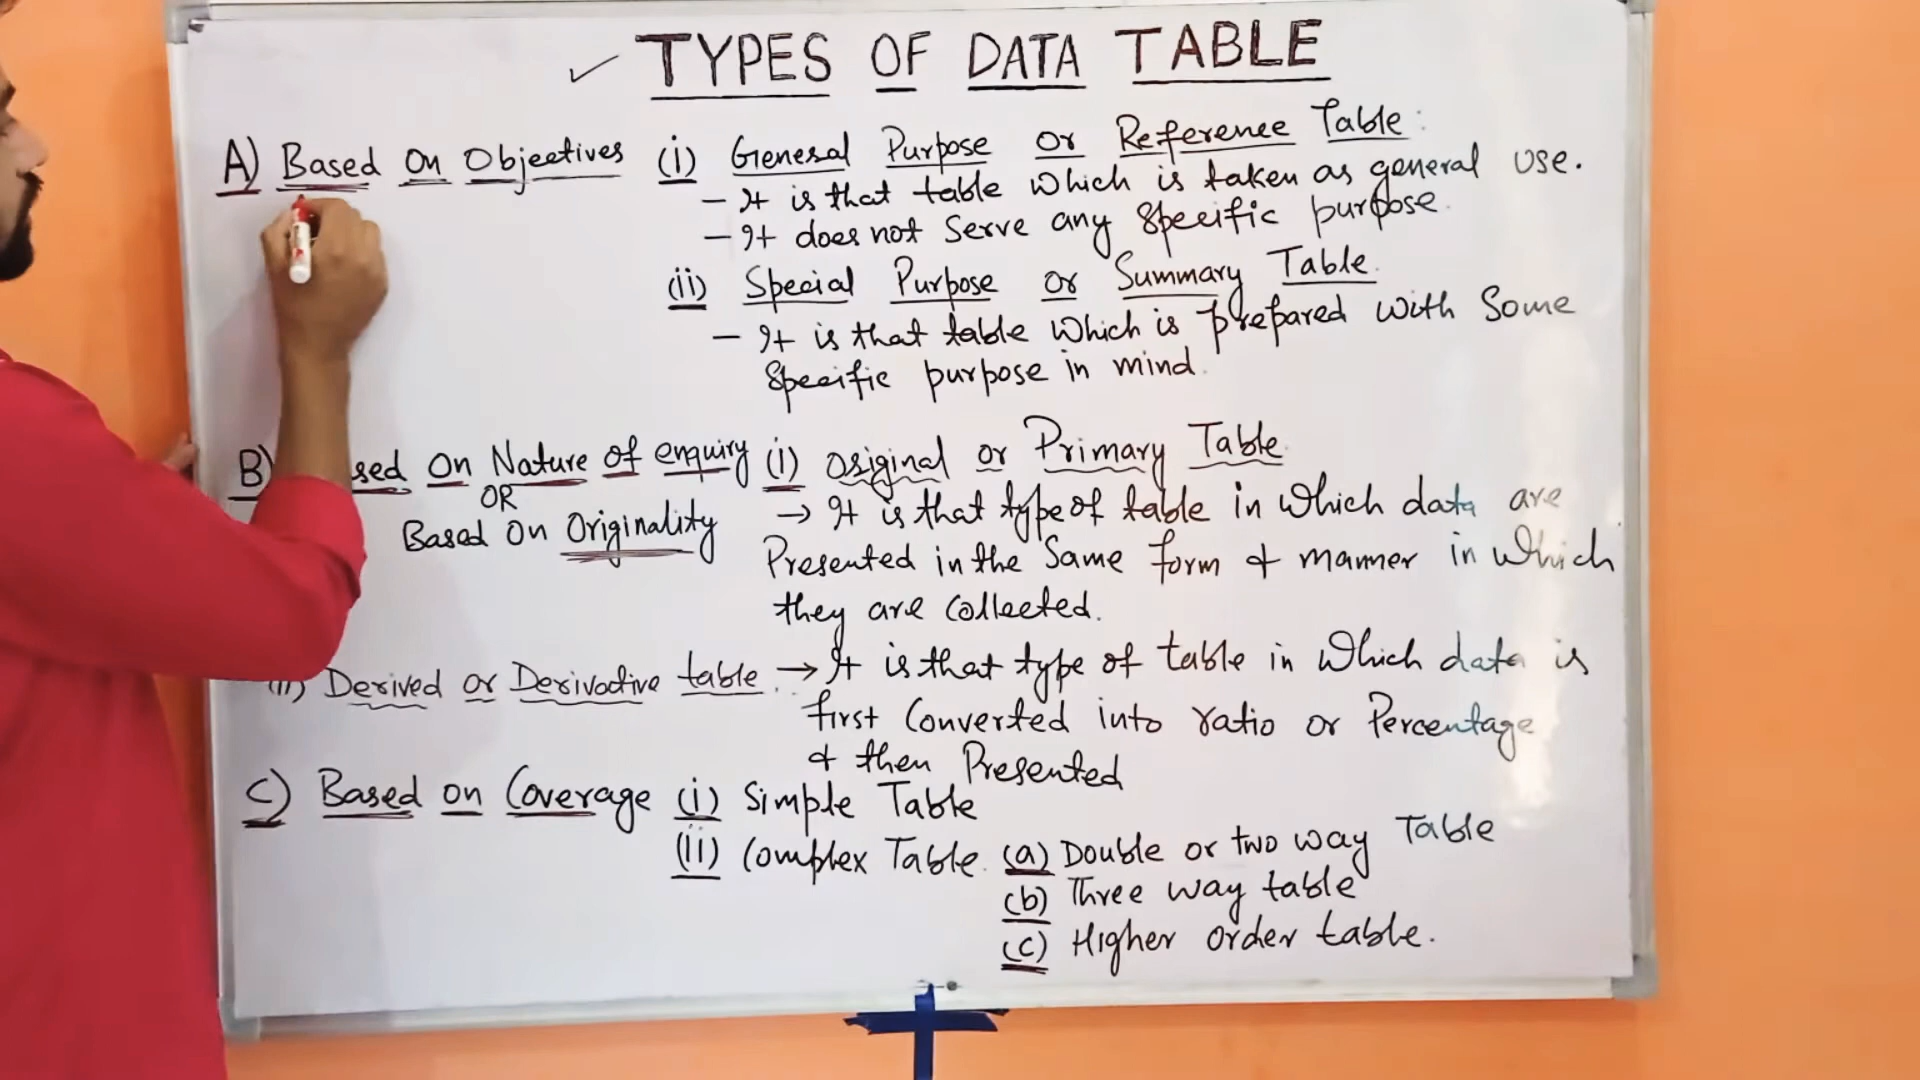 TYPES OF DATA TABLE
A) Based On Objectives (i) General Purpose or Reference Table:
- It is that table which is taken as general use.
- It does not Serve any Specific purpose.
(ii) Special Purpose or Summary Table.
- It is that table which is prepared with Some
Specific purpose in mind.
B) On Nature of enquiry (i) Original or Primary Table
OR
Based On Originality
→ It is that type of table in which data are
Presented in the Same form & manner in which
they are Collected.
(ii) Derived or Derivative table → It is that type of table in which data is
first Converted into ratio or Percentage
& then Presented
C) Based on Coverage (i) Simple Table
(ii) Complex Table. (a) Double or two way Table
(b) Three way table
(c) Higher order table.